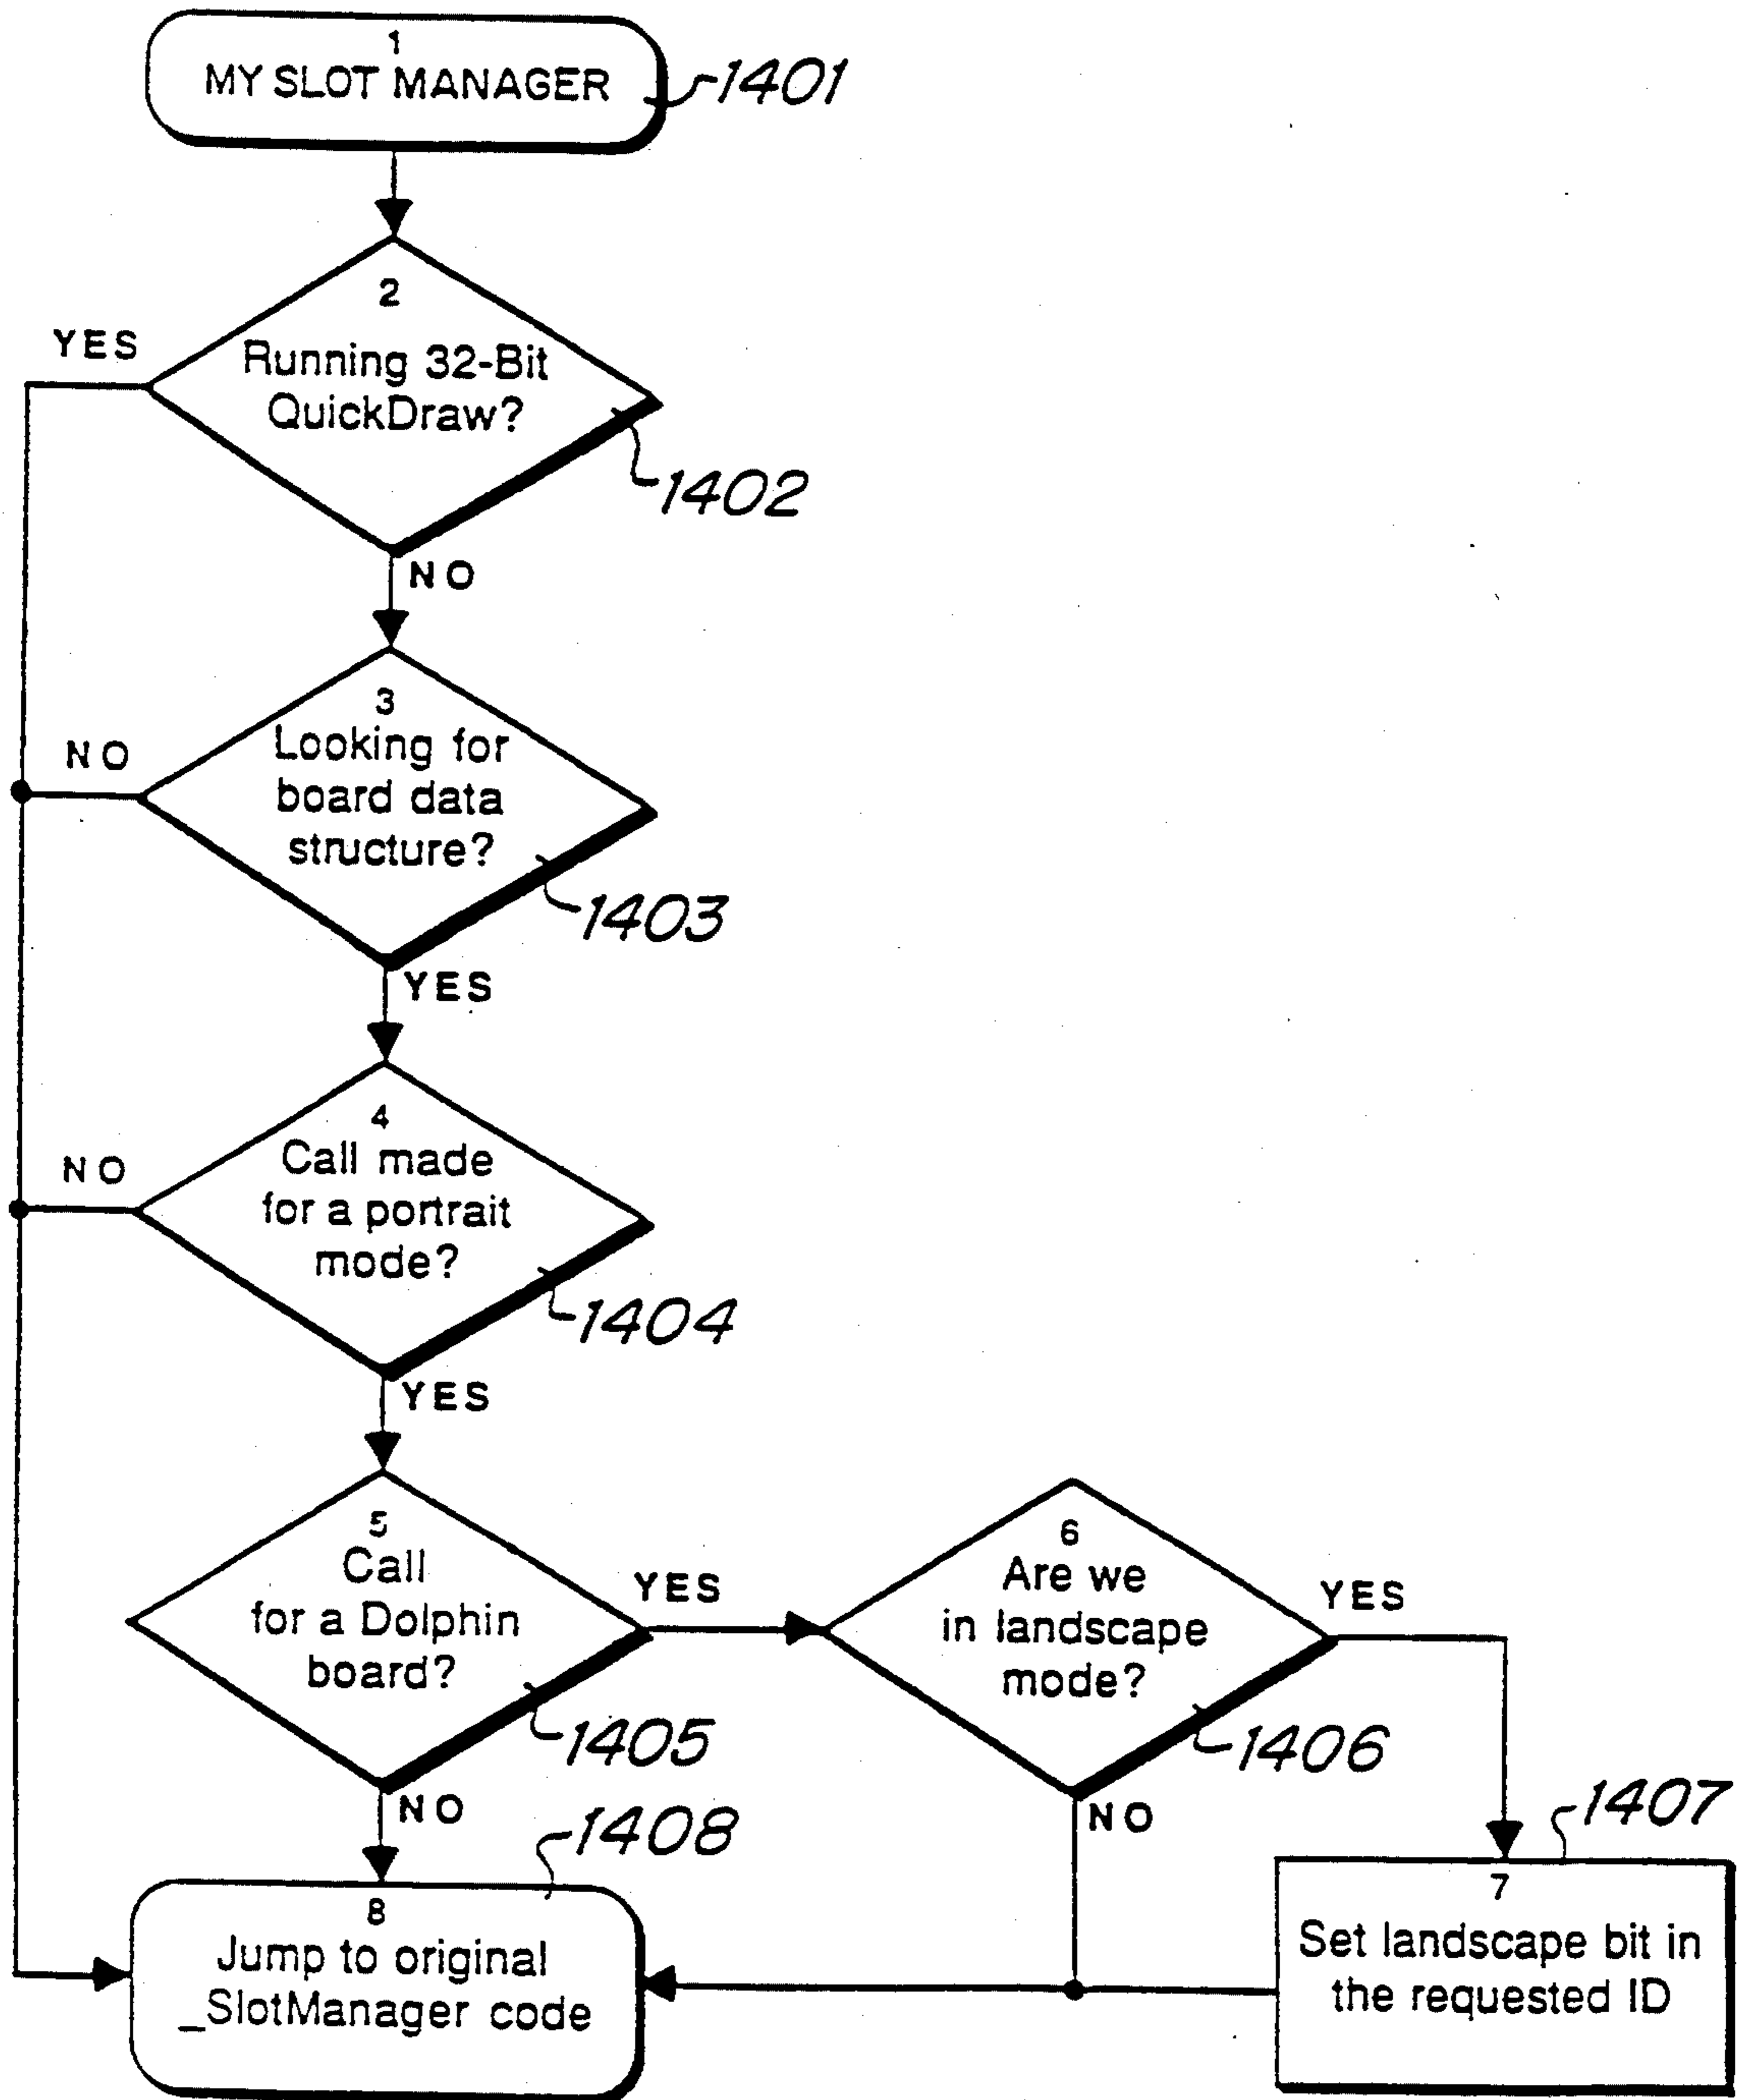 1
MY SLOT MANAGER
1401
2
Running 32-Bit
QuickDraw?
YES
1402
NO
3
Looking for
board data
structure?
NO
1403
YES
4
Call made
for a portrait
mode?
NO
1404
YES
5
Call
for a Dolphin
board?
YES
1405
NO
6
Are we
in landscape
mode?
YES
1406
NO
1407
7
Set landscape bit in
the requested ID
1408
8
Jump to original
_SlotManager code